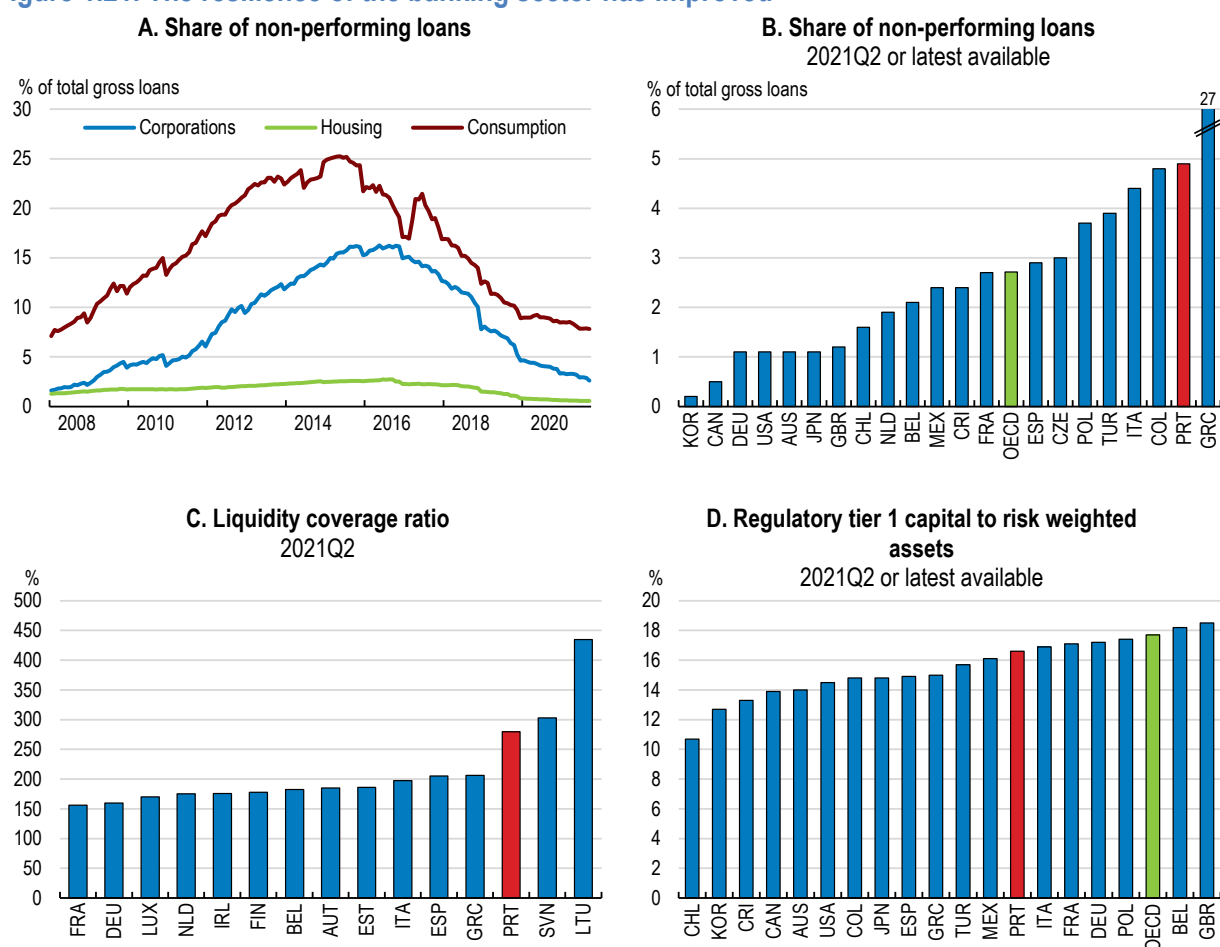 A. Share of non-performing loans
% of total gross loans
30
25
20
15
10
5
0
Corporations Housing Consumption
2008 2010 2012 2014 2016 2018 2020
B. Share of non-performing loans
2021Q2 or latest available
% of total gross loans
6
5
4
3
2
1
0
27
KOR CAN DEU USA AUS JPN GBR CHL NLD BEL MEX CRI FRA OECD ESP CZE POL TUR ITA COL PRT GRC
C. Liquidity coverage ratio
2021Q2
%
500
450
400
350
300
250
200
150
100
50
0
FRA DEU LUX NLD IRL FIN BEL AUT EST ITA ESP GRC PRT SVN LTU
D. Regulatory tier 1 capital to risk weighted
assets
2021Q2 or latest available
%
20
18
16
14
12
10
8
6
4
2
0
CHL KOR CRI CAN AUS USA COL JPN ESP GRC TUR MEX PRT ITA FRA DEU POL OECD BEL GBR